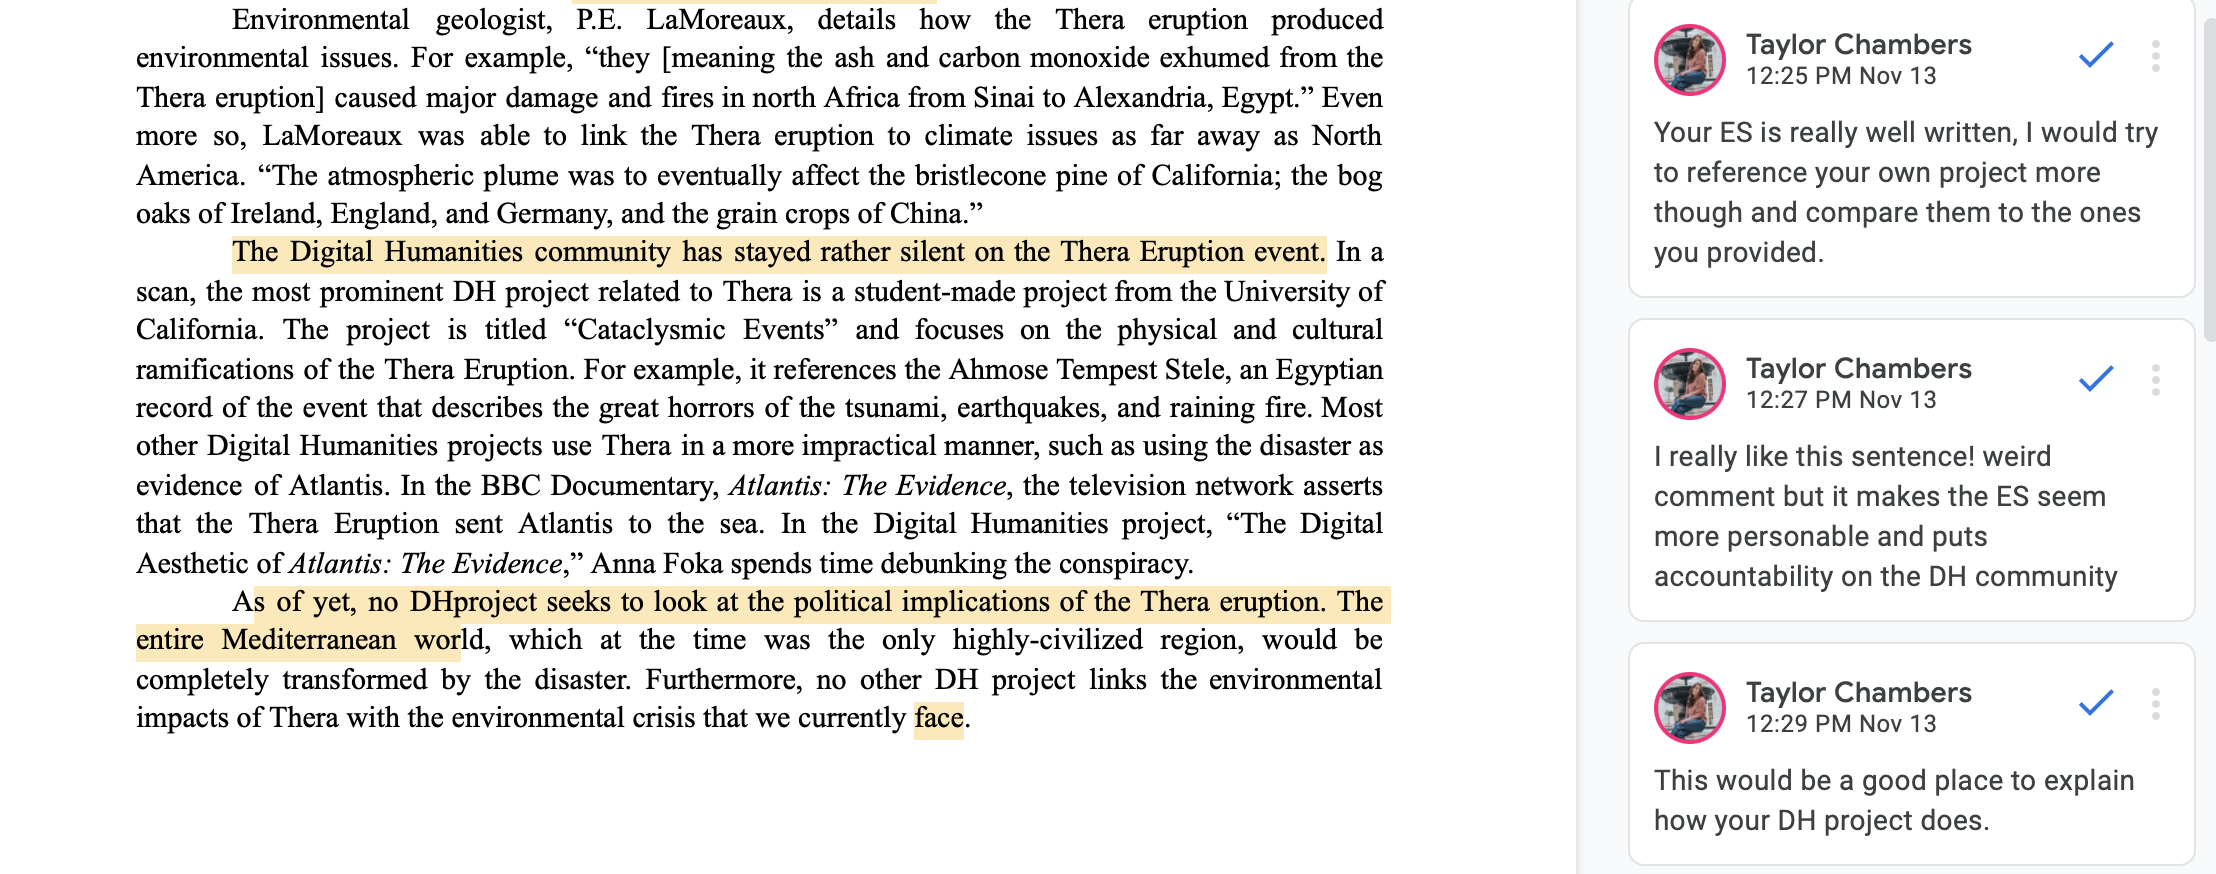 Environmental geologist, P.E. LaMoreaux, details how the Thera eruption produced
environmental issues. For example, “they [meaning the ash and carbon monoxide exhumed from the
Thera eruption] caused major damage and fires in north Africa from Sinai to Alexandria, Egypt.” Even
more so, LaMoreaux was able to link the Thera eruption to climate issues as far away as North
America. “The atmospheric plume was to eventually affect the bristlecone pine of California; the bog
oaks of Ireland, England, and Germany, and the grain crops of China.”
The Digital Humanities community has stayed rather silent on the Thera Eruption event. In a
scan, the most prominent DH project related to Thera is a student-made project from the University of
California. The project is titled “Cataclysmic Events” and focuses on the physical and cultural
ramifications of the Thera Eruption. For example, it references the Ahmose Tempest Stele, an Egyptian
record of the event that describes the great horrors of the tsunami, earthquakes, and raining fire. Most
other Digital Humanities projects use Thera in a more impractical manner, such as using the disaster as
evidence of Atlantis. In the BBC Documentary, Atlantis: The Evidence, the television network asserts
that the Thera Eruption sent Atlantis to the sea. In the Digital Humanities project, “The Digital
Aesthetic of Atlantis: The Evidence,” Anna Foka spends time debunking the conspiracy.
As of yet, no DHproject seeks to look at the political implications of the Thera eruption. The
entire Mediterranean world, which at the time was the only highly-civilized region, would be
completely transformed by the disaster. Furthermore, no other DH project links the environmental
impacts of Thera with the environmental crisis that we currently face.
Taylor Chambers
12:25 PM Nov 13
Your ES is really well written, I would try
to reference your own project more
though and compare them to the ones
you provided.
Taylor Chambers
12:27 PM Nov 13
I really like this sentence! weird
comment but it makes the ES seem
more personable and puts
accountability on the DH community
Taylor Chambers
12:29 PM Nov 13
This would be a good place to explain
how your DH project does.